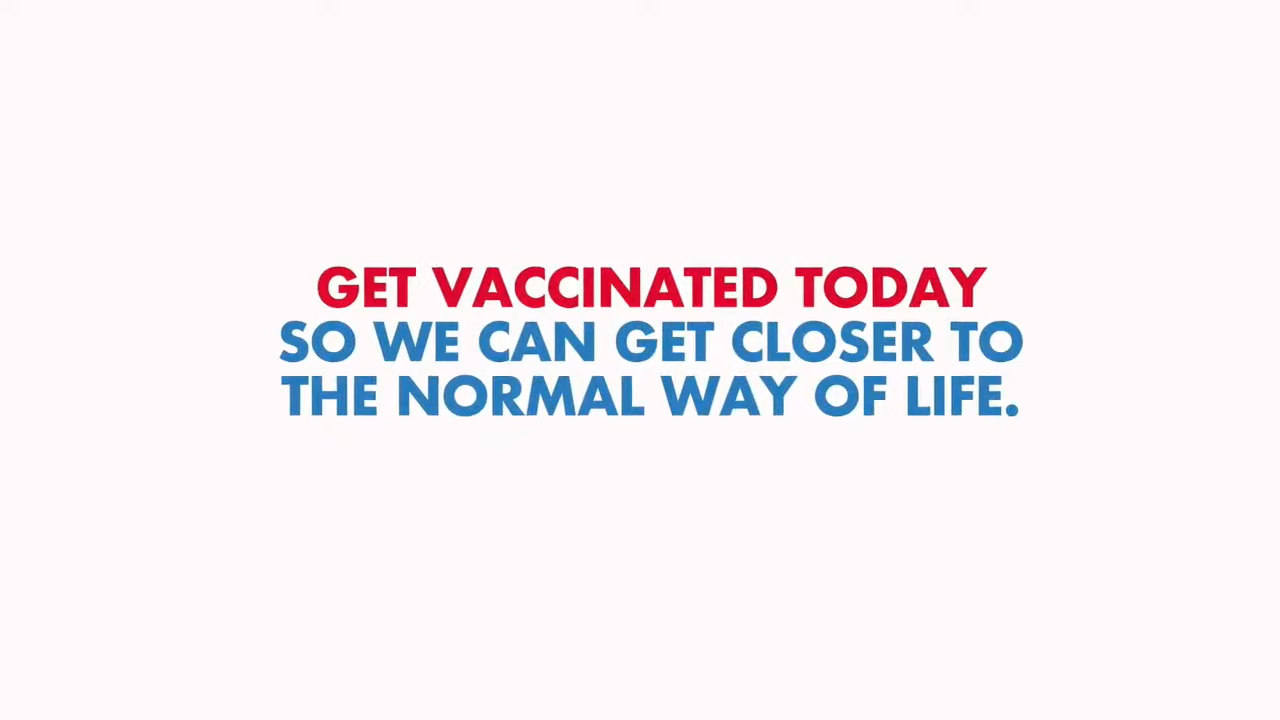 GET VACCINATED TODAY
SO WE CAN GET CLOSER TO
THE NORMAL WAY OF LIFE.